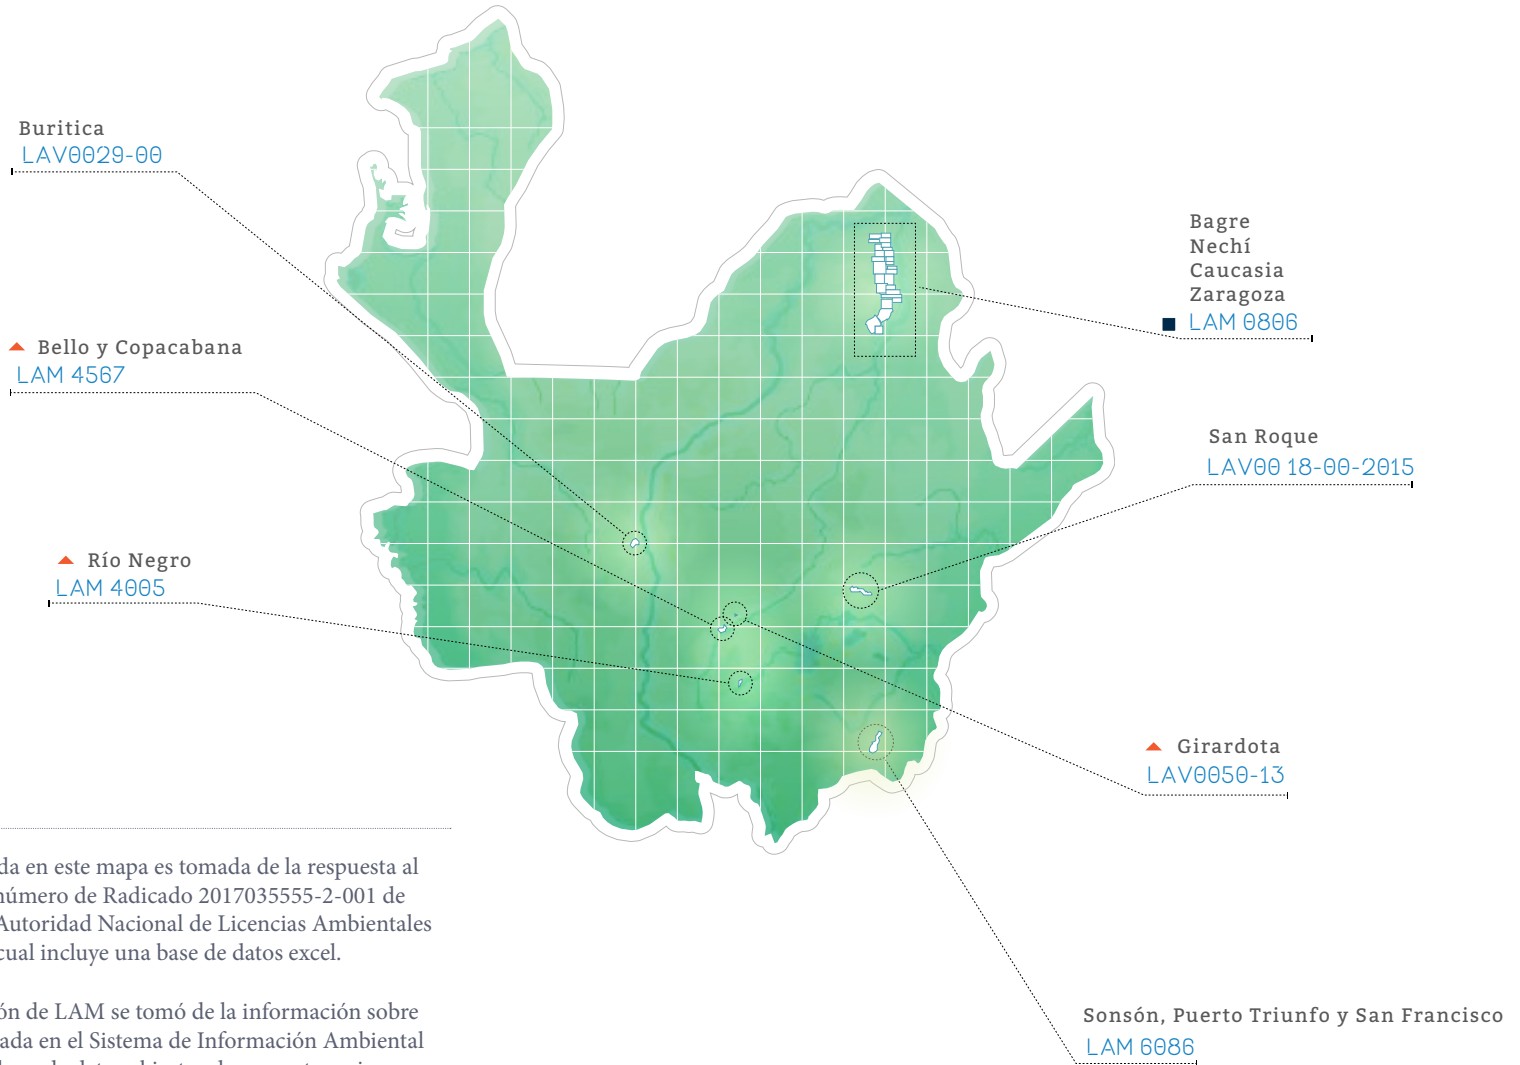 Buritica
LAV0029-00
Bagre
Nechí
Caucasia
Zaragoza
LAM 0806
Bello y Copacabana
LAM 4567
San Roque
LAV00 18-00-2015
Río Negro
LAM 4005
Girardota
LAV0050-13
da en este mapa es tomada de la respuesta al
número de Radicado 2017035555-2-001 de
Autoridad Nacional de Licencias Ambientales
cual incluye una base de datos excel.
ón de LAM se tomó de la información sobre
ada en el Sistema de Información Ambiental
Sonsón, Puerto Triunfo y San Francisco
LAM 6086